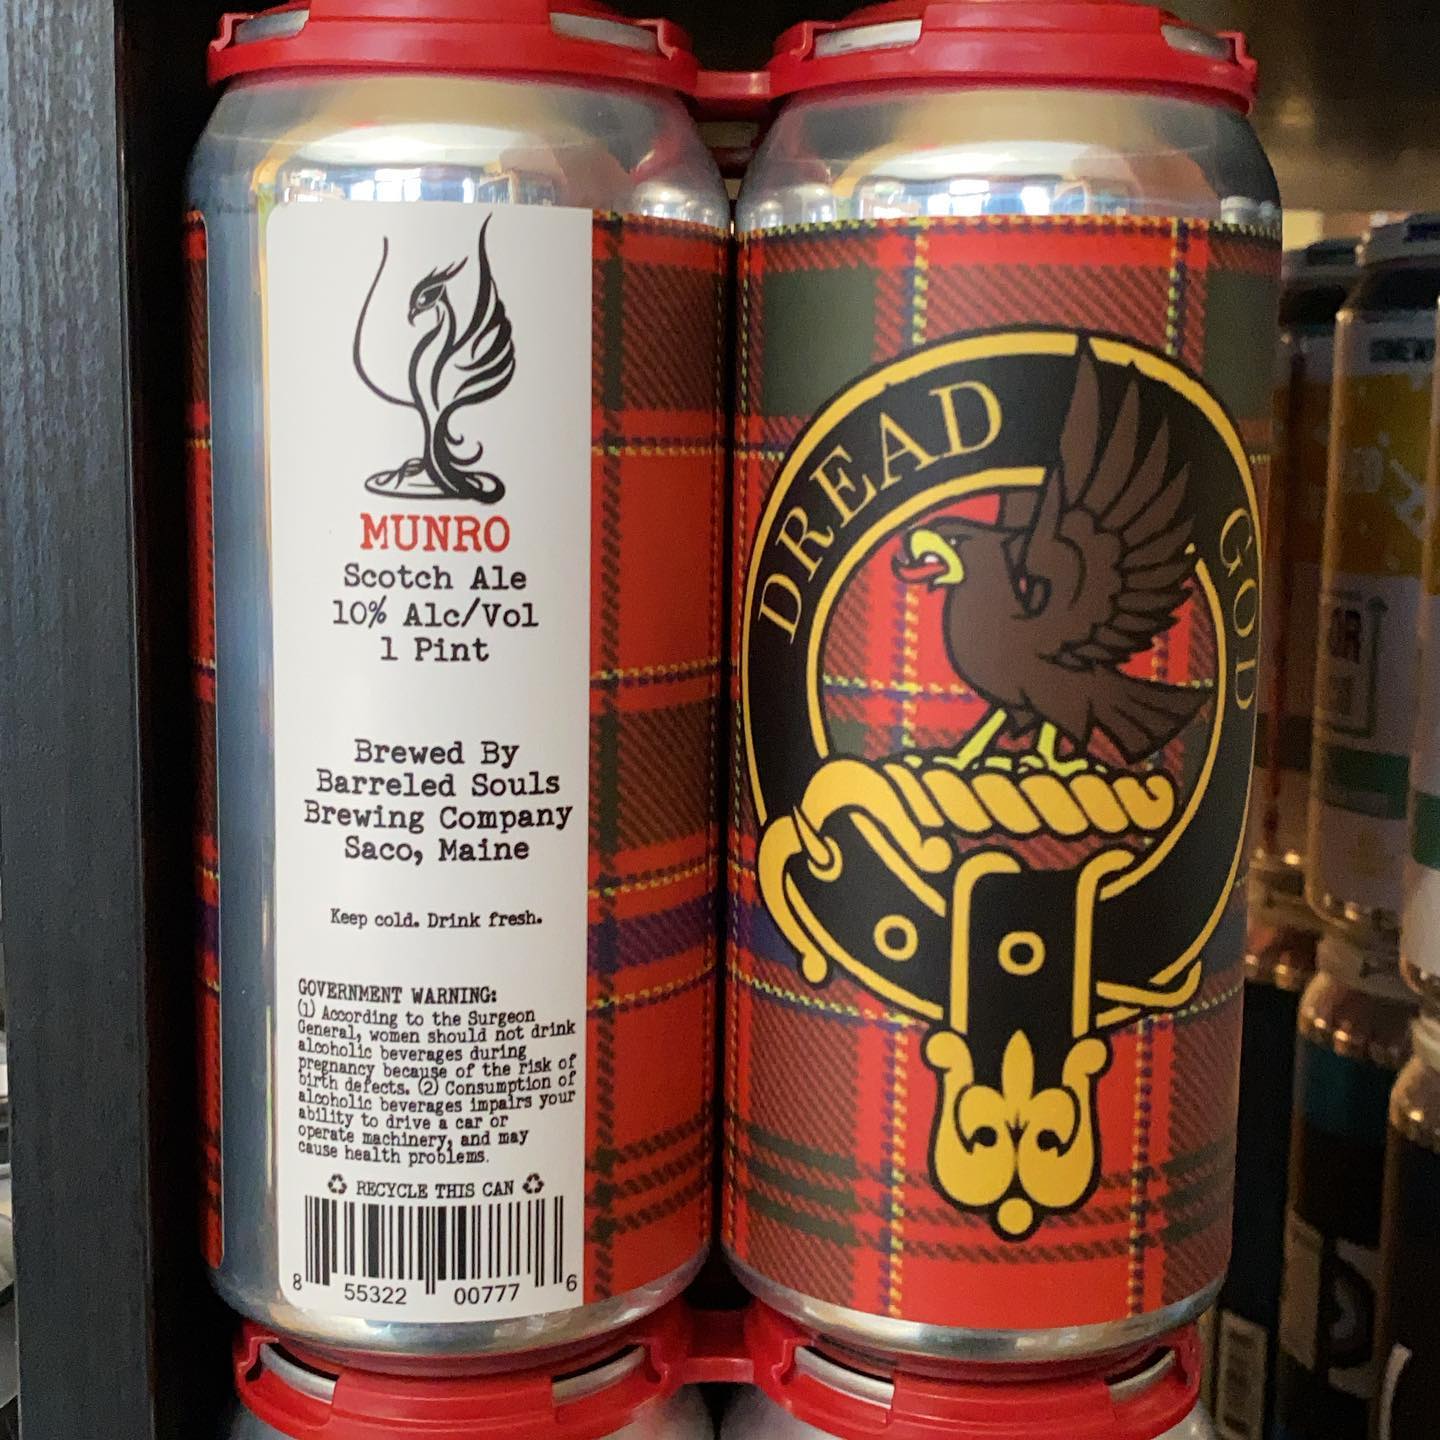 MUNRO
Scotch Ale
10% Alc/Vol
1 Pint
Brewed By
Barreled Souls
Brewing Company
Saco, Maine
Keep cold. Drink fresh.
GOVERNMENT WARNING:
(1) According to the Surgeon
General, women should not drink
alcoholic beverages during
pregnancy because of the risk of
birth defects. (2) Consumption of
alcoholic beverages impairs your
ability to drive a car or
operate machinery, and may
cause health problems.
♻ RECYCLE THIS CAN ♻
8 55322 00777 6
DREAD GOD